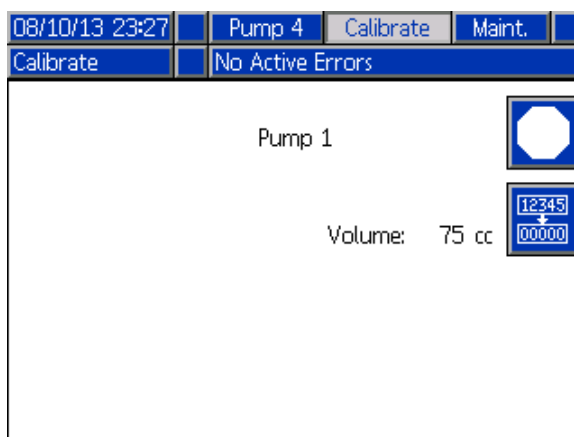 08/10/13 23:27 Pump 4 Calibrate Maint.
Calibrate No Active Errors
Pump 1
12345
Volume: 75 cc
00000